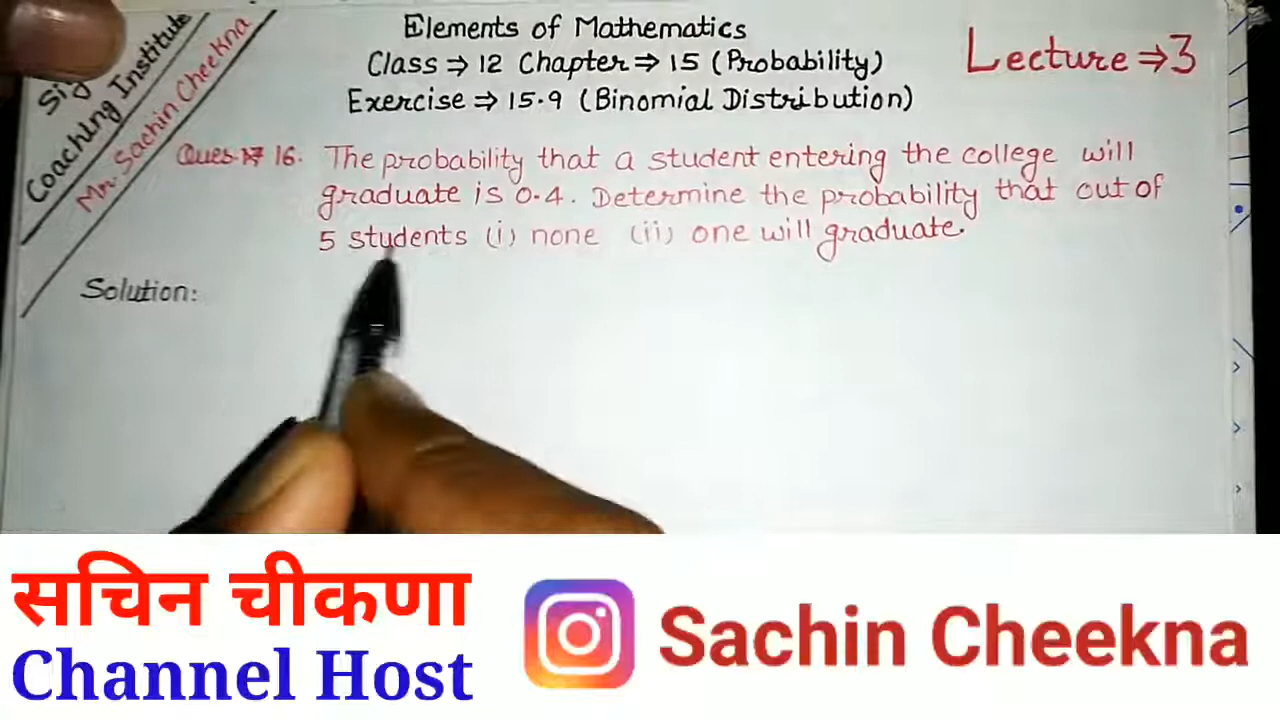 Elements of Mathematics
Class ⇒ 12 Chapter ⇒ 15 (Probability)
Exercise ⇒ 15.9 (Binomial Distribution)
Lecture ⇒ 3
Coaching Institute
Mr. Sachin Cheekna
16. The probability that a student entering the college will
graduate is 0.4. Determine the probability that out of
5 students (i) none (ii) one will graduate.
Solution:
सचिन चीकणा
Channel Host
Sachin Cheekna